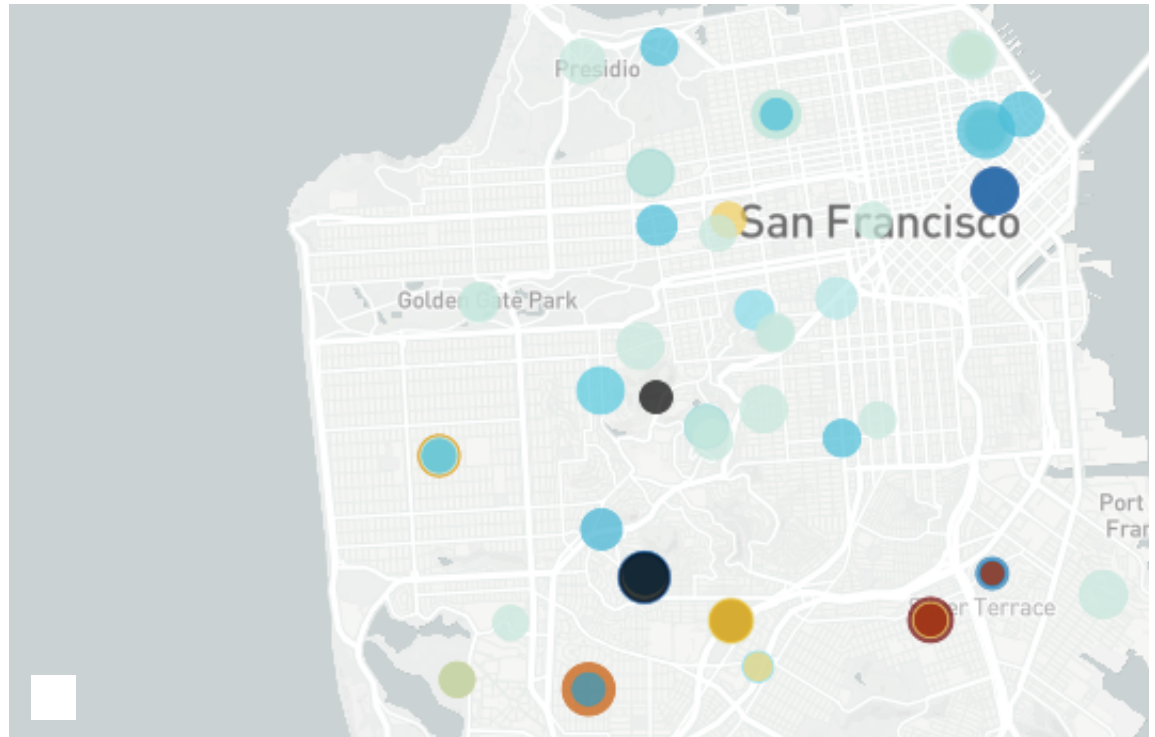 Presidio
San Francisco
Golden Gate Park
Port
Fran
Terrace